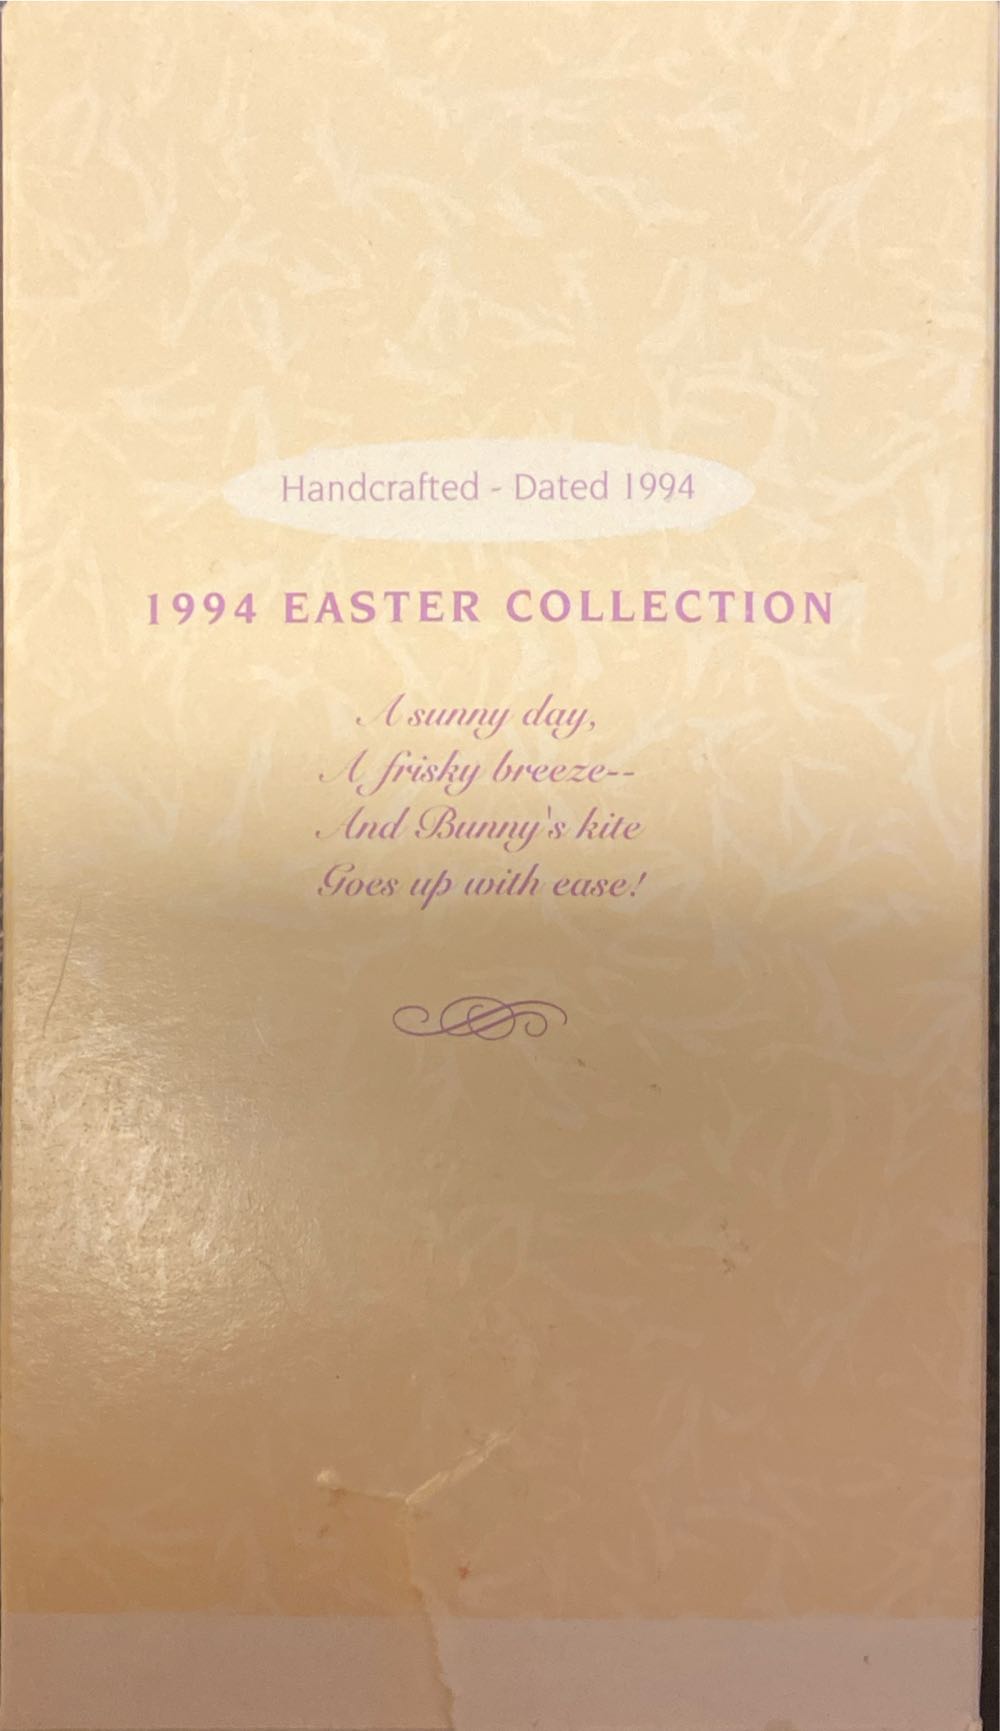 Handcrafted - Dated 1994
1994 EASTER COLLECTION
A sunny day,
A frisky breeze--
And Bunny's kite
Goes up with ease!